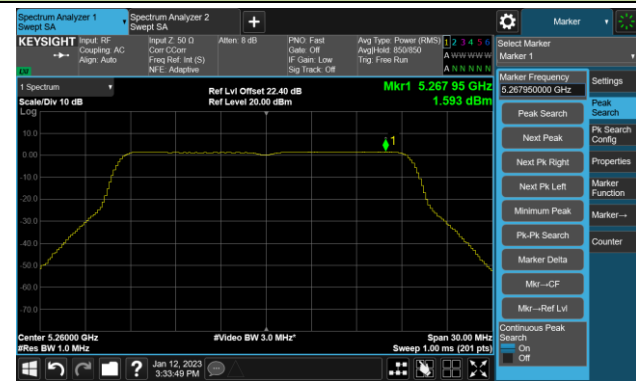 Spectrum Analyzer 1
Swept SA
Spectrum Analyzer 2
Swept SA
+
Marker
KEYSIGHT
Input: RF
Coupling: AC
Align: Auto
Input Z: 50 Ω
Corr CCorr
Freq Ref: Int (S)
NFE: Adaptive
Atten: 8 dB
PNO: Fast
Gate: Off
IF Gain: Low
Sig Track: Off
Avg Type: Power (RMS)
Avg|Hold: 850/850
Trig: Free Run
1 2 3 4 5 6
A W W W W W
A N N N N N
Select Marker
Marker 1
1 Spectrum
Scale/Div 10 dB
Log
Ref Lvl Offset 22.40 dB
Ref Level 20.00 dBm
Mkr1 5.267 95 GHz
1.593 dBm
1
10.0
0.00
-10.0
-20.0
-30.0
-40.0
-50.0
-60.0
-70.0
Center 5.26000 GHz
#Res BW 1.0 MHz
#Video BW 3.0 MHz*
Span 30.00 MHz
Sweep 1.00 ms (201 pts)
Marker Frequency
5.267950000 GHz
Peak Search
Next Peak
Next Pk Right
Next Pk Left
Minimum Peak
Pk-Pk Search
Marker Delta
Mkr→CF
Mkr→Ref Lvl
Continuous Peak
Search
On
Off
Settings
Peak
Search
Pk Search
Config
Properties
Marker
Function
Marker→
Counter
?
Jan 12, 2023
3:33:49 PM